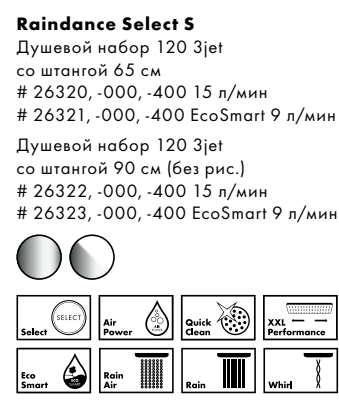 Raindance Select S
Душевой набор 120 3jet
со штангой 65 см
# 26320, -000, -400 15 л/мин
# 26321, -000, -400 EcoSmart 9 л/мин
Душевой набор 120 3jet
со штангой 90 см (без рис.)
# 26322, -000, -400 15 л/мин
# 26323, -000, -400 EcoSmart 9 л/мин
SELECT
Select
Air
Power
Quick
Clean
XXL
Performance
Eco
Smart
Rain
Air
Rain
Whirl